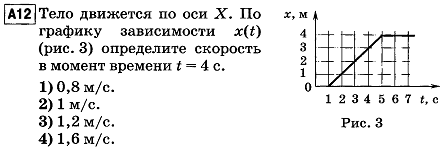 А12 Тело движется по оси X. По
графику зависимости x(t)
(рис. 3) определите скорость
в момент времени t = 4 с.
1) 0,8 м/с.
2) 1 м/с.
3) 1,2 м/с.
4) 1,6 м/с.
x, м
4
3
2
1
0
1 2 3 4 5 6 7 t, с
Рис. 3